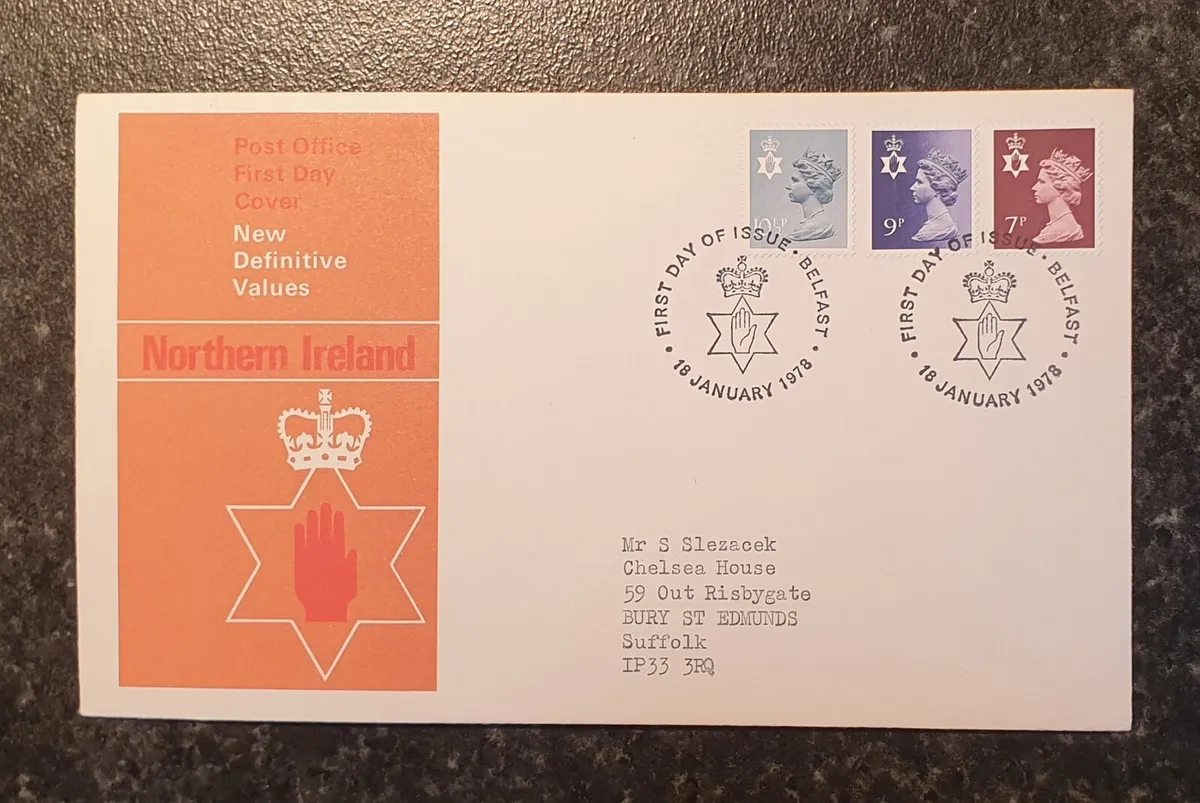 Post Office
First Day
Cover
New
Definitive
Values
Northern Ireland
10½P
9P
7P
FIRST DAY OF ISSUE • BELFAST •
18 JANUARY 1978 •
FIRST DAY OF ISSUE • BELFAST •
18 JANUARY 1978 •
Mr S Slezacek
Chelsea House
59 Out Risbygate
BURY ST EDMUNDS
Suffolk
IP33 3RQ